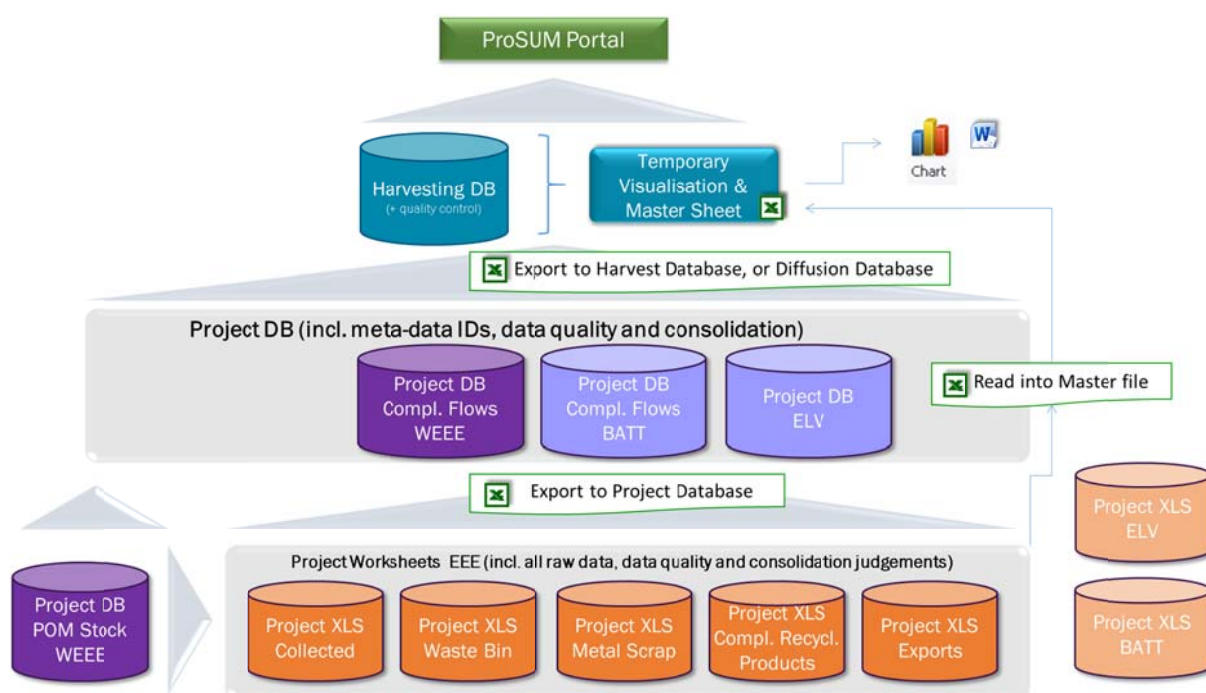 ProSUM Portal
Harvesting DB
(+ quality control)
Temporary
Visualisation &
Master Sheet
Chart
Export to Harvest Database, or Diffusion Database
Project DB (incl. meta-data IDs, data quality and consolidation)
Project DB
Compl. Flows
WEEE
Project DB
Compl. Flows
BATT
Project DB
ELV
Read into Master file
Export to Project Database
Project XLS
ELV
Project Worksheets EEE (incl. all raw data, data quality and consolidation judgements)
Project DB
POM Stock
WEEE
Project XLS
Collected
Project XLS
Waste Bin
Project XLS
Metal Scrap
Project XLS
Compl. Recycl.
Products
Project XLS
Exports
Project XLS
BATT